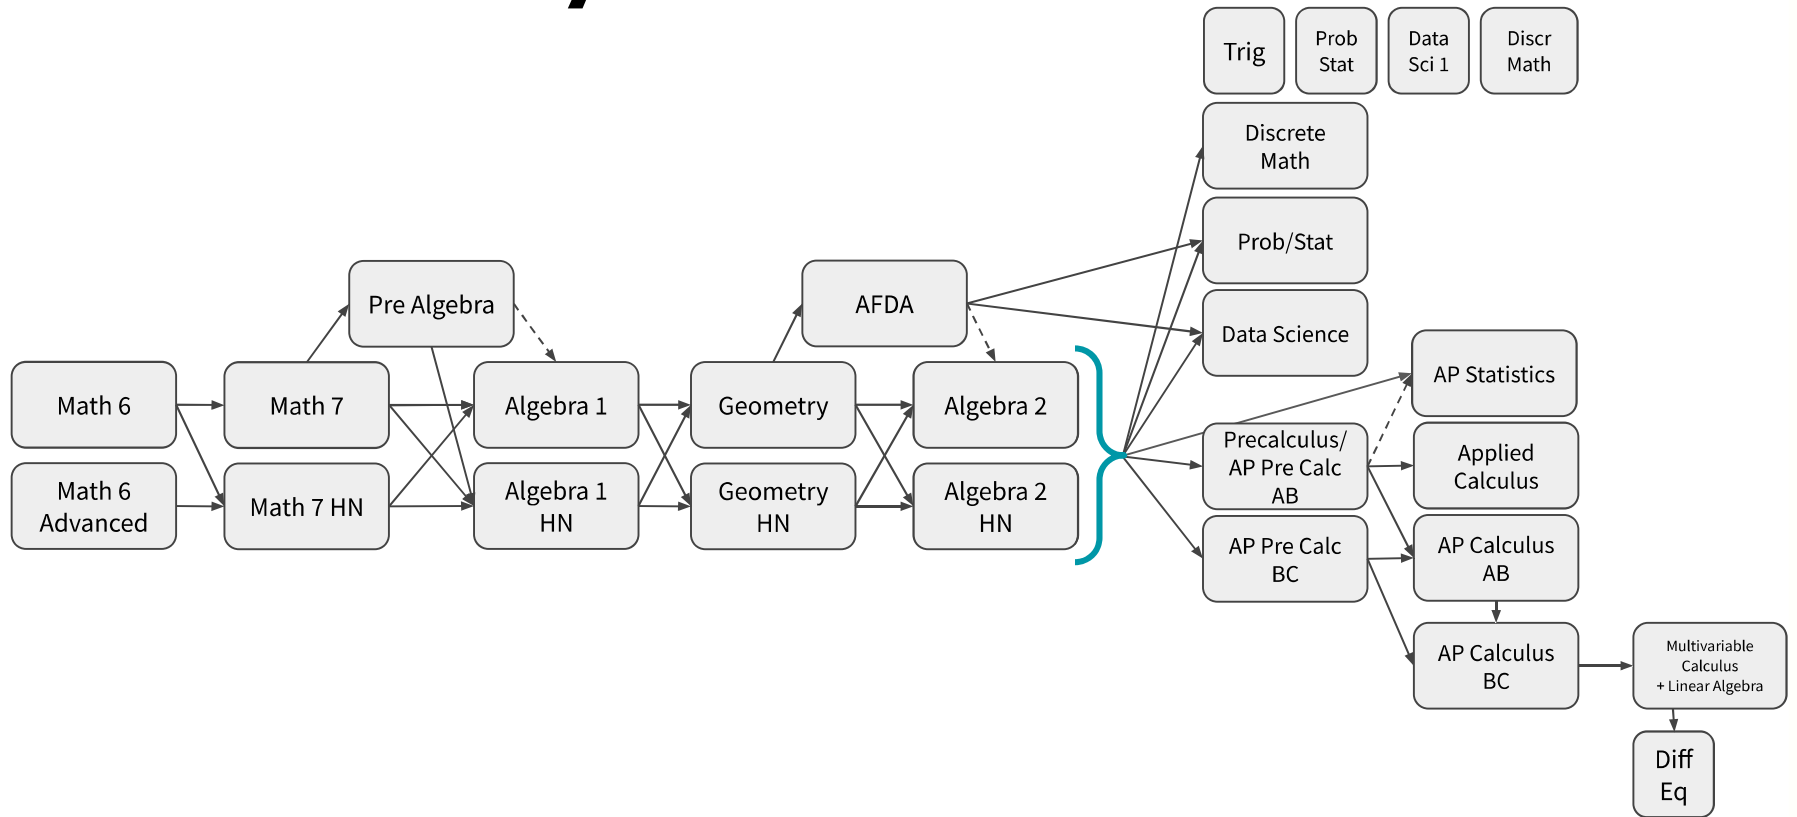 Trig
Prob
Stat
Data
Sci 1
Discr
Math
Discrete
Math
Prob/Stat
Pre Algebra
AFDA
Data Science
AP Statistics
Math 6
Math 7
Algebra 1
Geometry
Algebra 2
Precalculus/
AP Pre Calc
AB
Applied
Calculus
Math 6
Advanced
Math 7 HN
Algebra 1
HN
Geometry
HN
Algebra 2
HN
AP Pre Calc
BC
AP Calculus
AB
AP Calculus
BC
Multivariable
Calculus
+ Linear Algebra
Diff
Eq